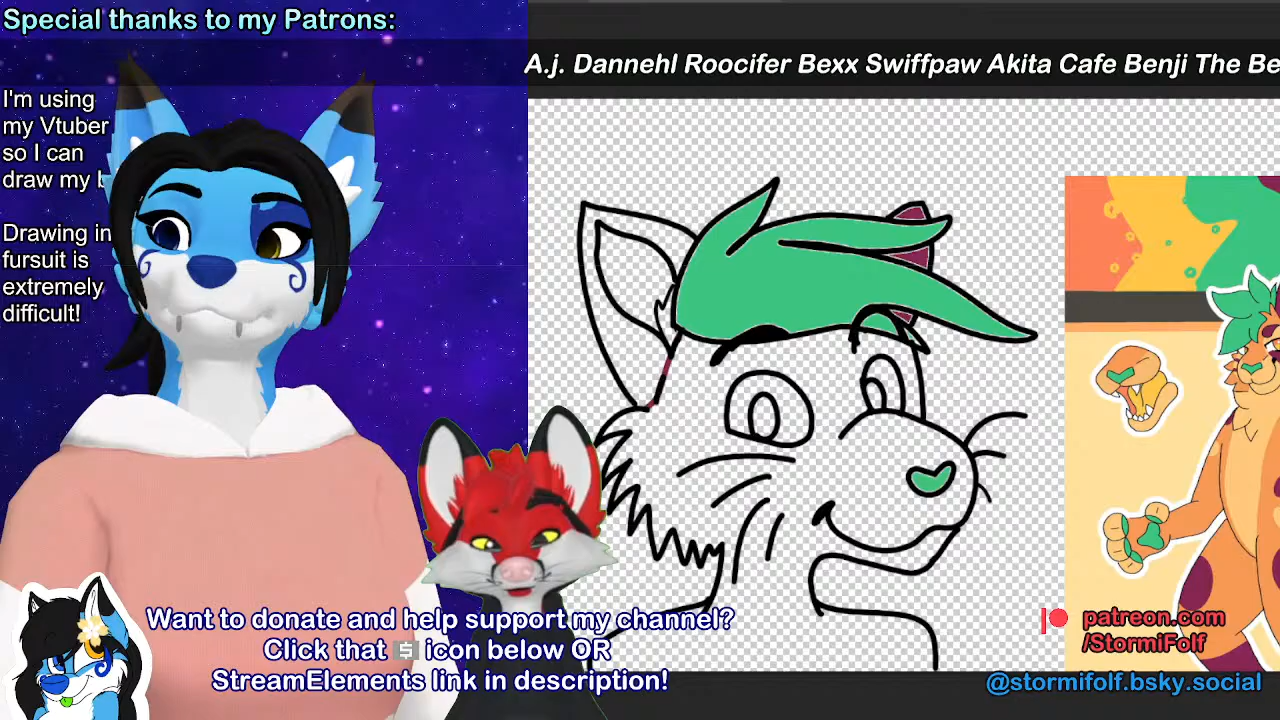 Special thanks to my Patrons:
A.j. Dannehl Roocifer Bexx Swiffpaw Akita Cafe Benji The Be
I'm using
my Vtuber
so I can
draw my
Drawing in
fursuit is
extremely
difficult!
Want to donate and help support my channel?
Click that $ icon below OR
StreamElements link in description!
patreon.com
/StormiFolf
@stormifolf.bsky.social